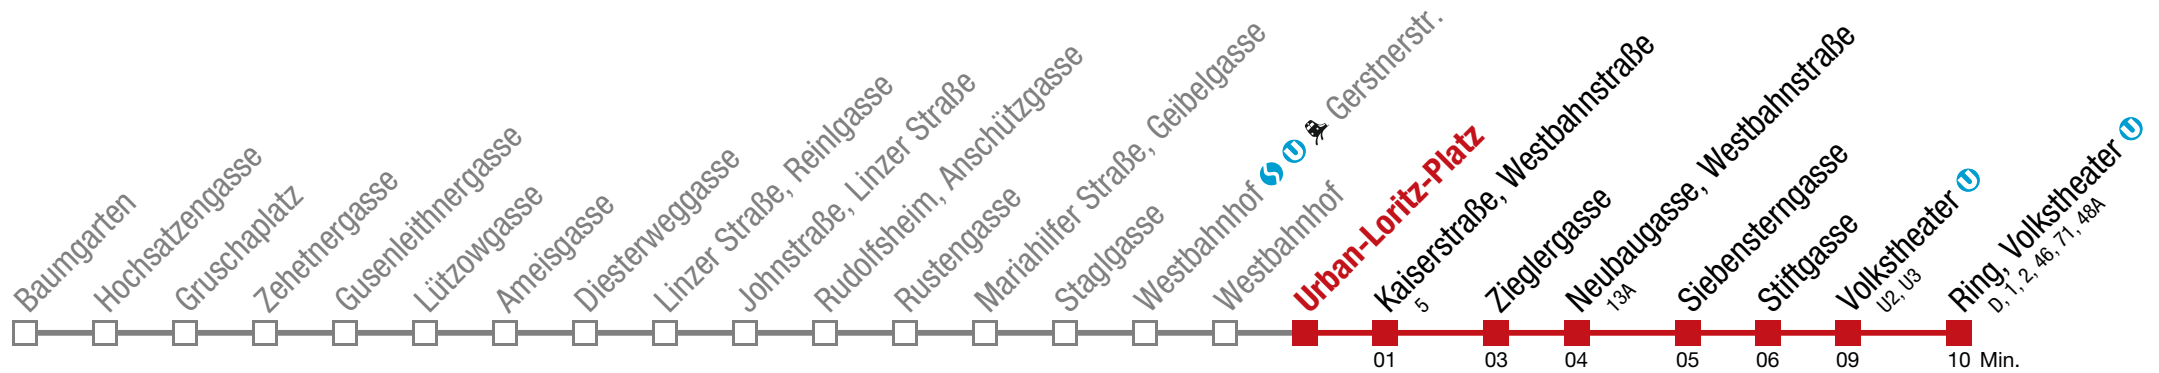 Baumgarten
Hochsatzengasse
Gruschaplatz
Zehetnergasse
Gusenleithnergasse
Lützowgasse
Ameisgasse
Diesterweggasse
Linzer Straße, Reinlgasse
Johnstraße, Linzer Straße
Rudolfsheim, Anschützgasse
Rustengasse
Mariahilfer Straße, Geibelgasse
Staglgasse
Westbahnhof U Gerstnerstr.
Westbahnhof
Urban-Loritz-Platz
Kaiserstraße, Westbahnstraße
5
Zieglergasse
Neubaugasse, Westbahnstraße
13A
Siebensterngasse
Stiftgasse
Volkstheater U
U2, U3
Ring, Volkstheater U
D, 1, 2, 46, 71, 48A
01 03 04 05 06 09 10 Min.